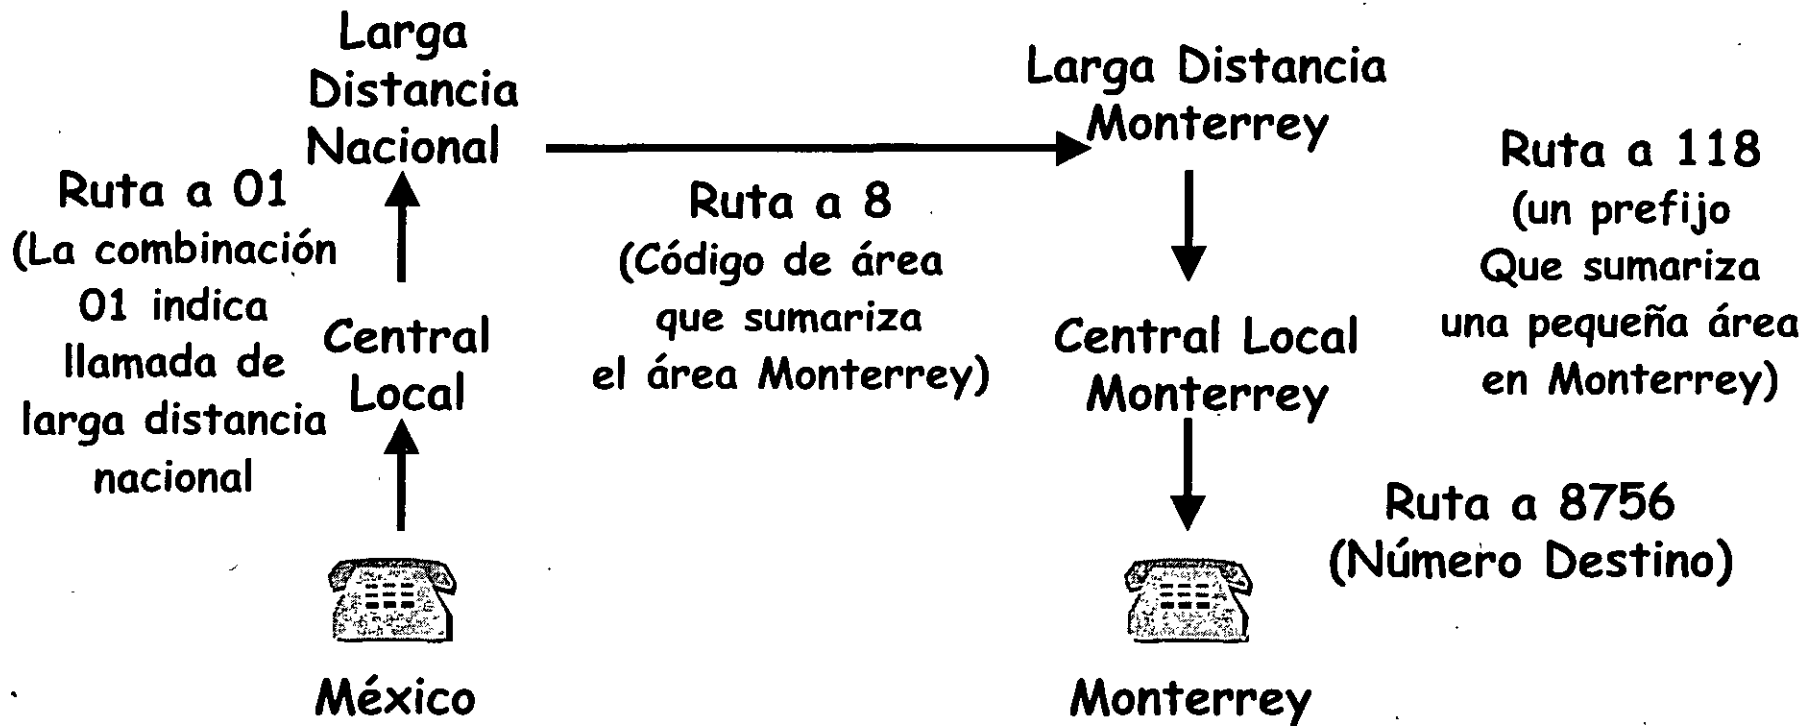 Larga
Distancia
Nacional
Larga Distancia
Monterrey
Ruta a 01
(La combinación
01 indica
llamada de
larga distancia
nacional
Ruta a 8
(Código de área
que sumariza
el área Monterrey)
Ruta a 118
(un prefijo
Que sumariza
una pequeña área
en Monterrey)
Central
Local
Central Local
Monterrey
Ruta a 8756
(Número Destino)
México
Monterrey